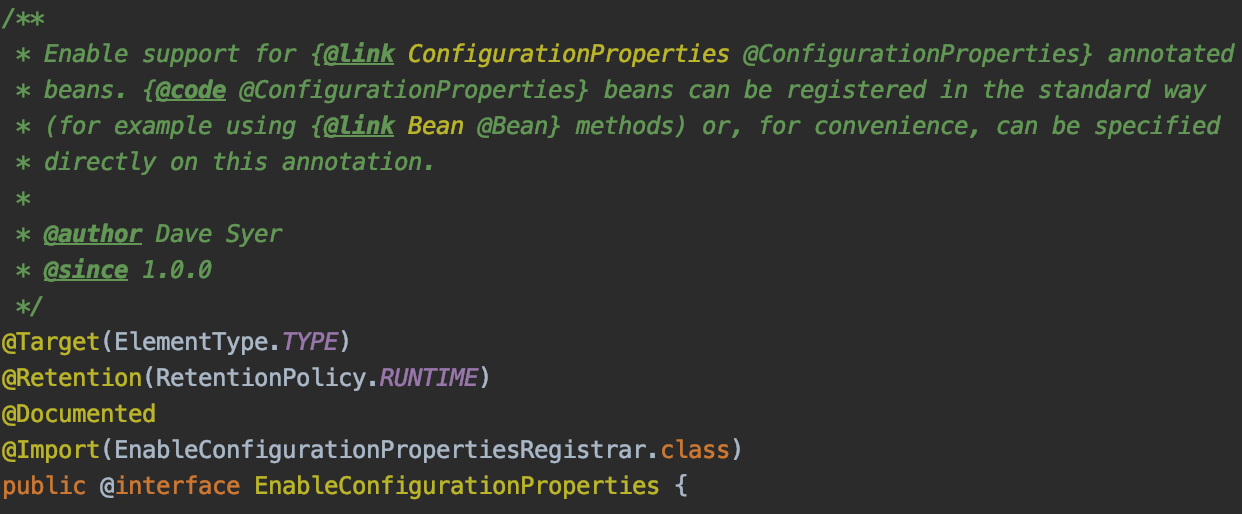 /**
 * Enable support for {@link ConfigurationProperties @ConfigurationProperties} annotated
 * beans. {@code @ConfigurationProperties} beans can be registered in the standard way
 * (for example using {@link Bean @Bean} methods) or, for convenience, can be specified
 * directly on this annotation.
 *
 * @author Dave Syer
 * @since 1.0.0
 */
@Target(ElementType.TYPE)
@Retention(RetentionPolicy.RUNTIME)
@Documented
@Import(EnableConfigurationPropertiesRegistrar.class)
public @interface EnableConfigurationProperties {